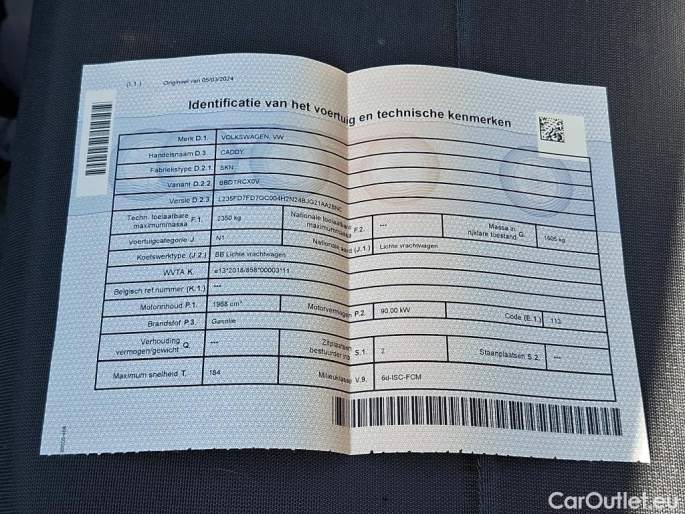 (I.1.) Origineel van 05/03/2024
Identificatie van het voertuig en technische kenmerken
Merk D.1. VOLKSWAGEN, VW
Handelsnaam D.3. CADDY
Fabriekstype D.2.1. SKN
Variant D.2.2. BBDTRCX0V
Versie D.2.3.
Techn. toelaatbare maximummassa F.1. 2350 kg Nationale toelaatbare maximummassa F.2. --- Massa in rijklare toestand G. 1605 kg
Voertuigcategorie J. N1 Nationale aard (J.1.) Lichte vrachtwagen
Koetswerktype (J.2.) BB Lichte vrachtwagen
WVTA K. e13*2018/858*00003*11
Belgisch ref.nummer (K.1.) ---
Motorinhoud P.1. 1968 cm³ Motorvermogen P.2. 90.00 kW Code (E.1.) 113
Brandstof P.3. Gasolie
Verhouding vermogen/gewicht Q. --- Zitplaatsen bestuurder incl. S.1. 2 Staanplaatsen S.2. ---
Maximum snelheid T. 184 Milieuklasse V.9. 6d-ISC-FCM
CarOutlet.eu